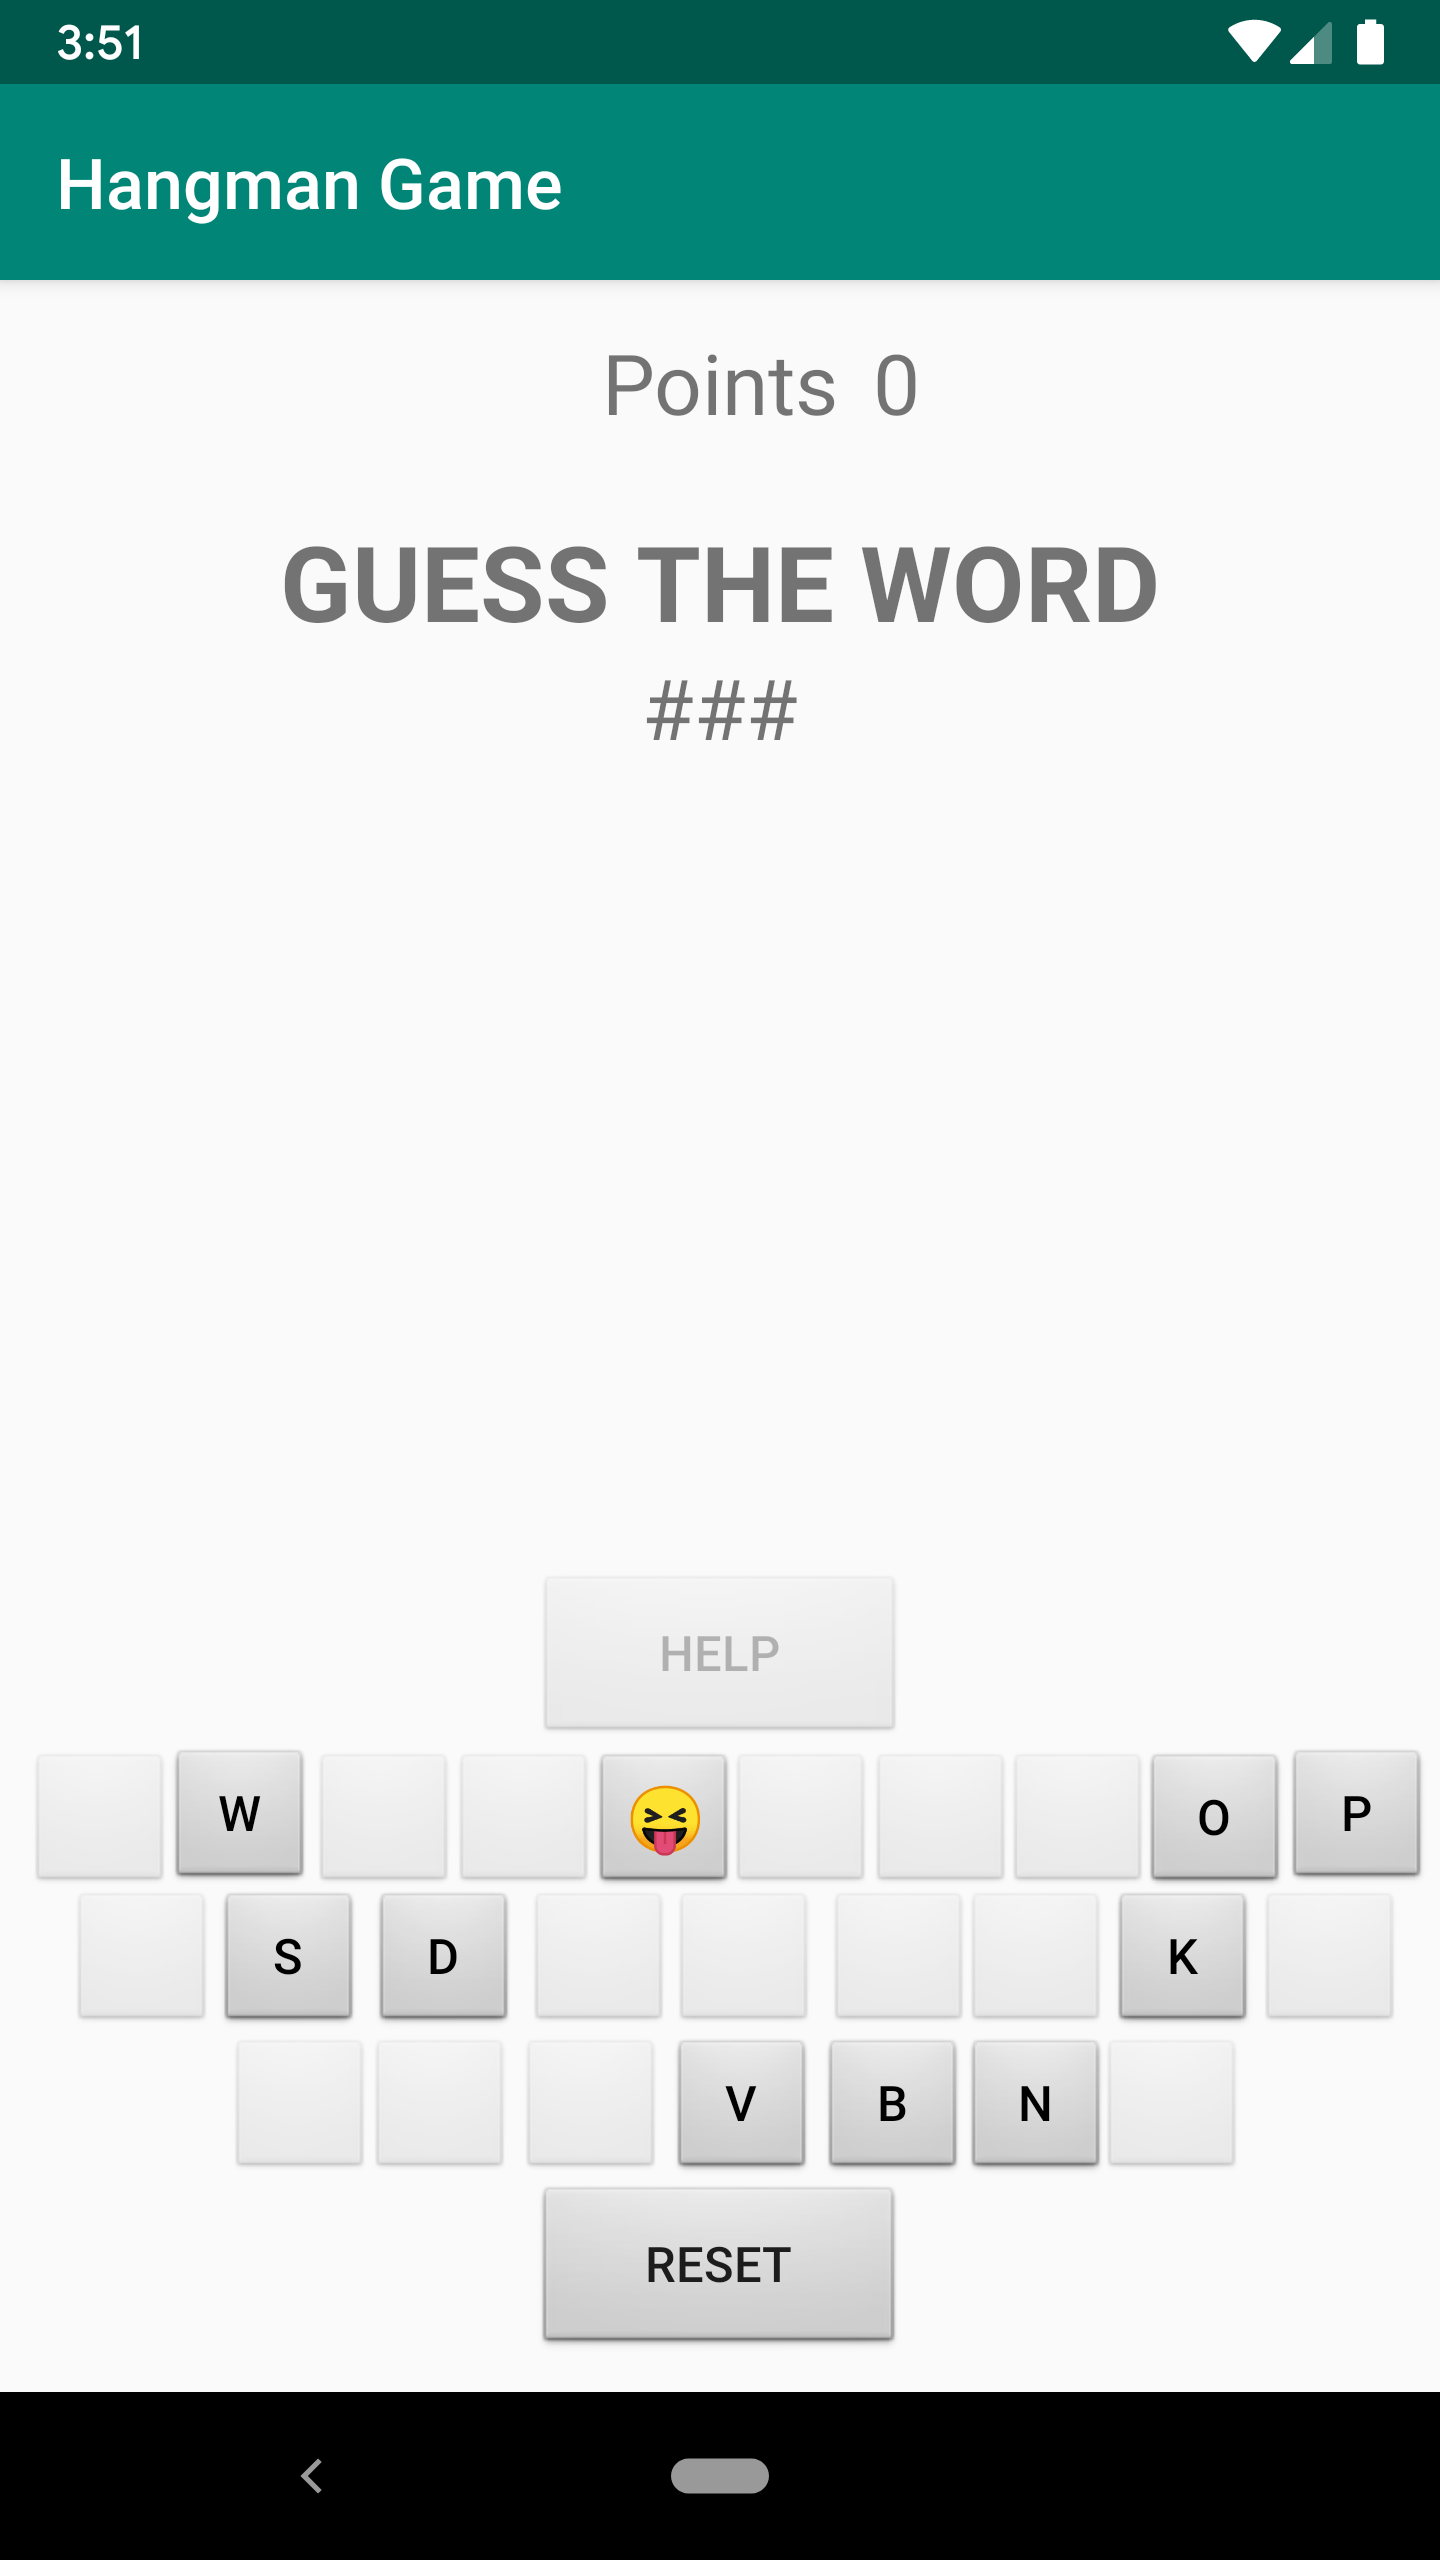 3:51
Hangman Game
Points 0
GUESS THE WORD
###
HELP
W 😝 O P
S D K
V B N
RESET